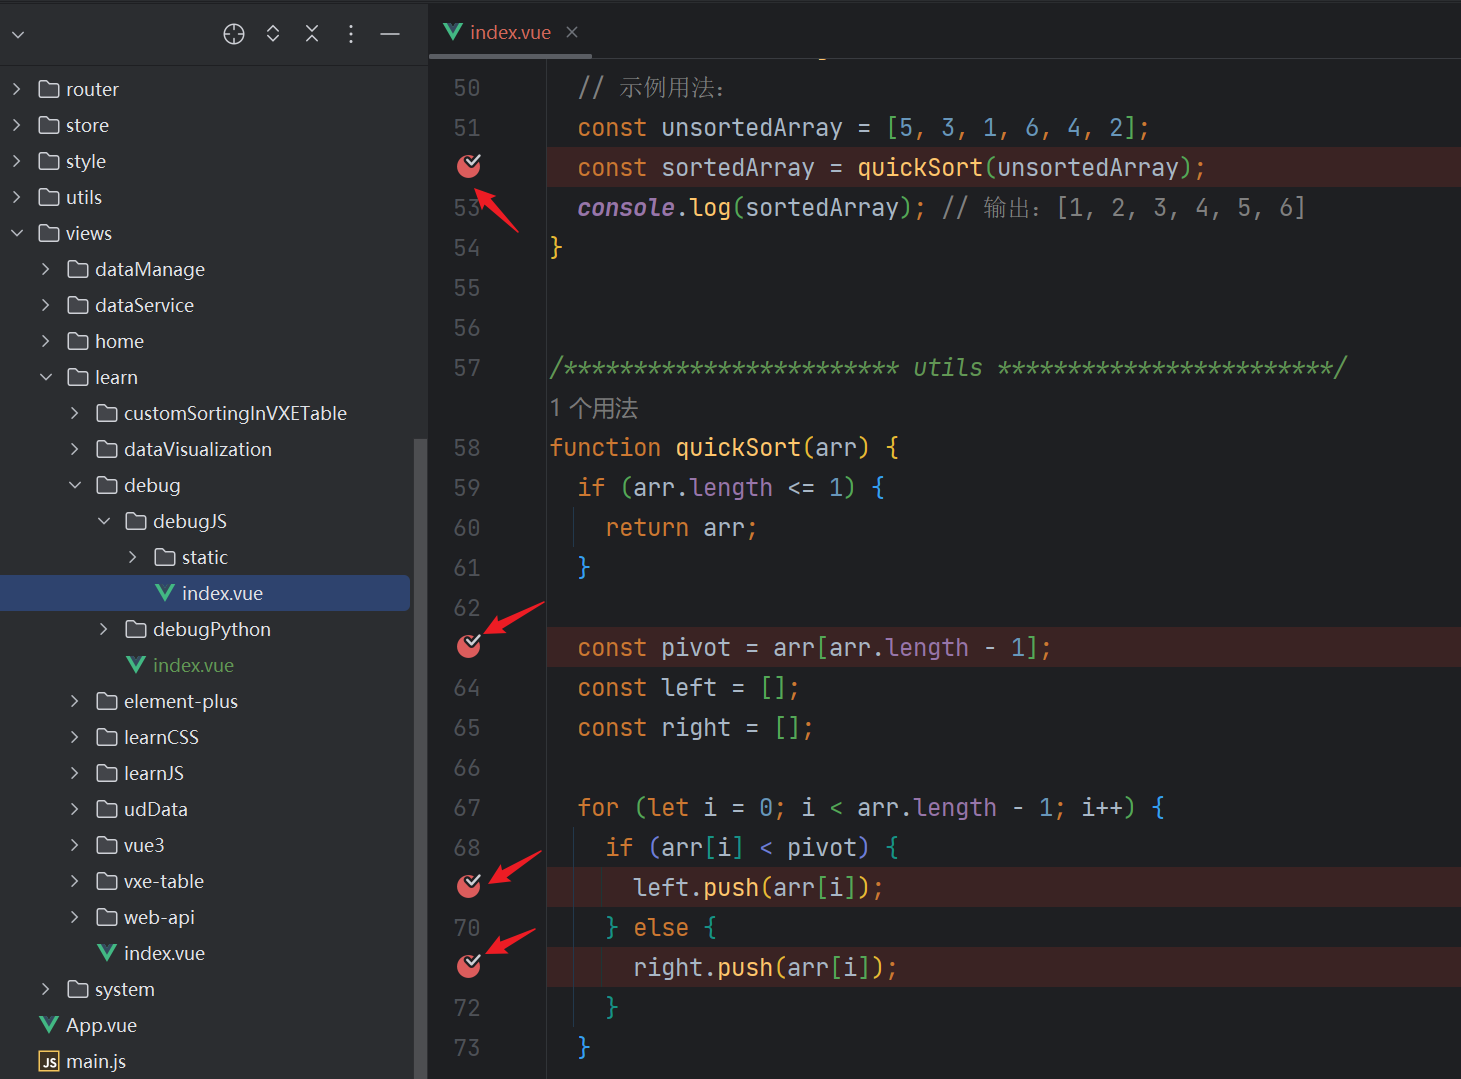 router
store
style
utils
views
dataManage
dataService
home
learn
customSortingInVXETable
dataVisualization
debug
debugJS
static
index.vue
debugPython
index.vue
element-plus
learnCSS
learnJS
udData
vue3
vxe-table
web-api
index.vue
system
App.vue
JS main.js
index.vue
50 // 示例用法：
51 const unsortedArray = [5, 3, 1, 6, 4, 2];
const sortedArray = quickSort(unsortedArray);
53 console.log(sortedArray); // 输出：[1, 2, 3, 4, 5, 6]
54 }
55
56
57 /************************ utils ************************/
1 个用法
58 function quickSort(arr) {
59 if (arr.length <= 1) {
60 return arr;
61 }
62
const pivot = arr[arr.length - 1];
64 const left = [];
65 const right = [];
66
67 for (let i = 0; i < arr.length - 1; i++) {
68 if (arr[i] < pivot) {
left.push(arr[i]);
70 } else {
right.push(arr[i]);
72 }
73 }